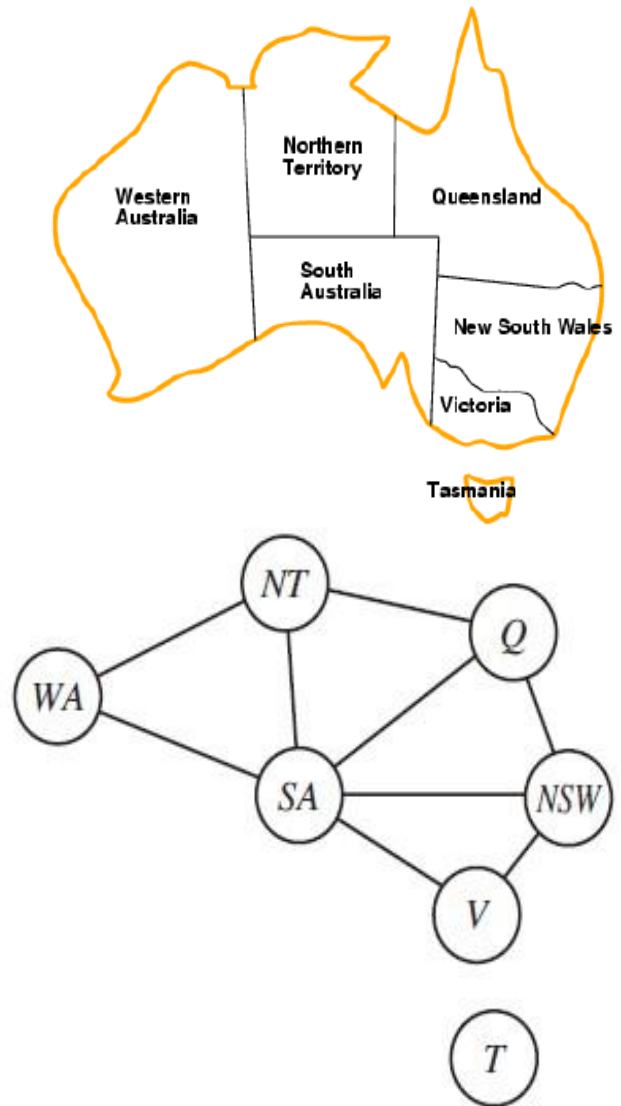 Northern
Territory
Western
Australia
Queensland
South
Australia
New South Wales
Victoria
Tasmania
NT
Q
WA
SA
NSW
V
T